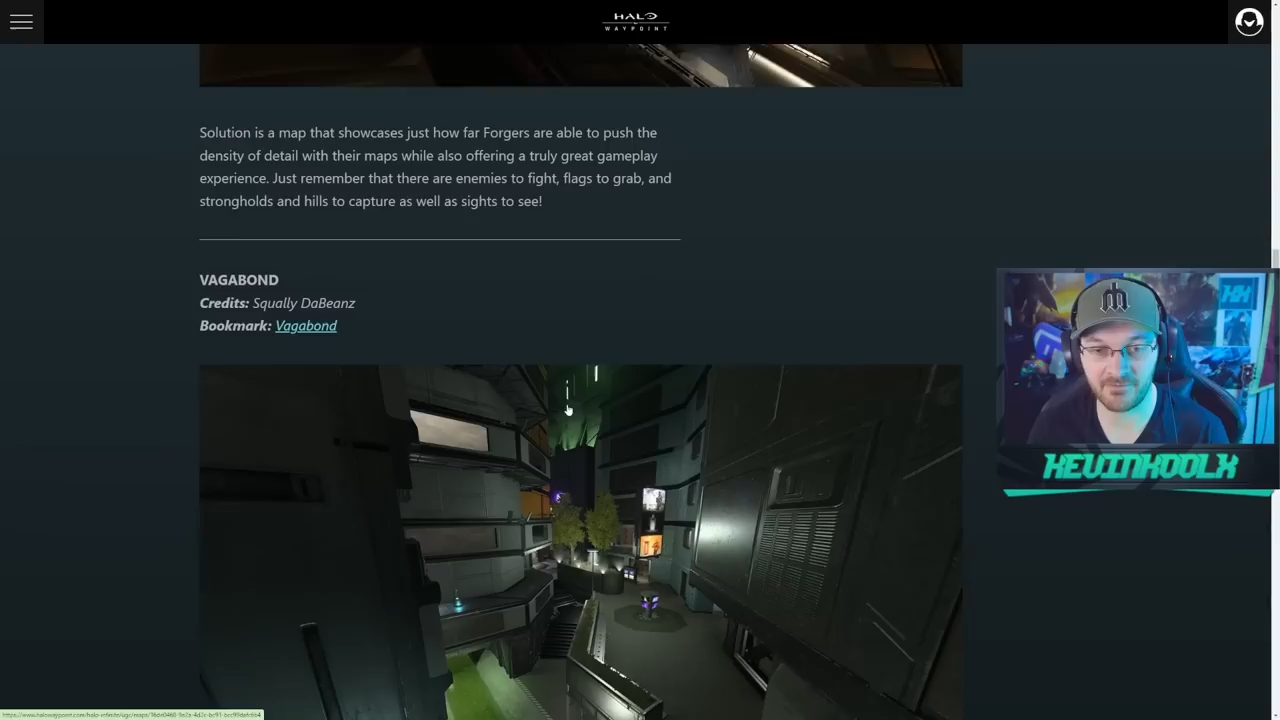 HALO
WAYPOINT
Solution is a map that showcases just how far Forgers are able to push the
density of detail with their maps while also offering a truly great gameplay
experience. Just remember that there are enemies to fight, flags to grab, and
strongholds and hills to capture as well as sights to see!
VAGABOND
Credits: Squally DaBeanz
Bookmark: Vagabond
KEVINKOOLX